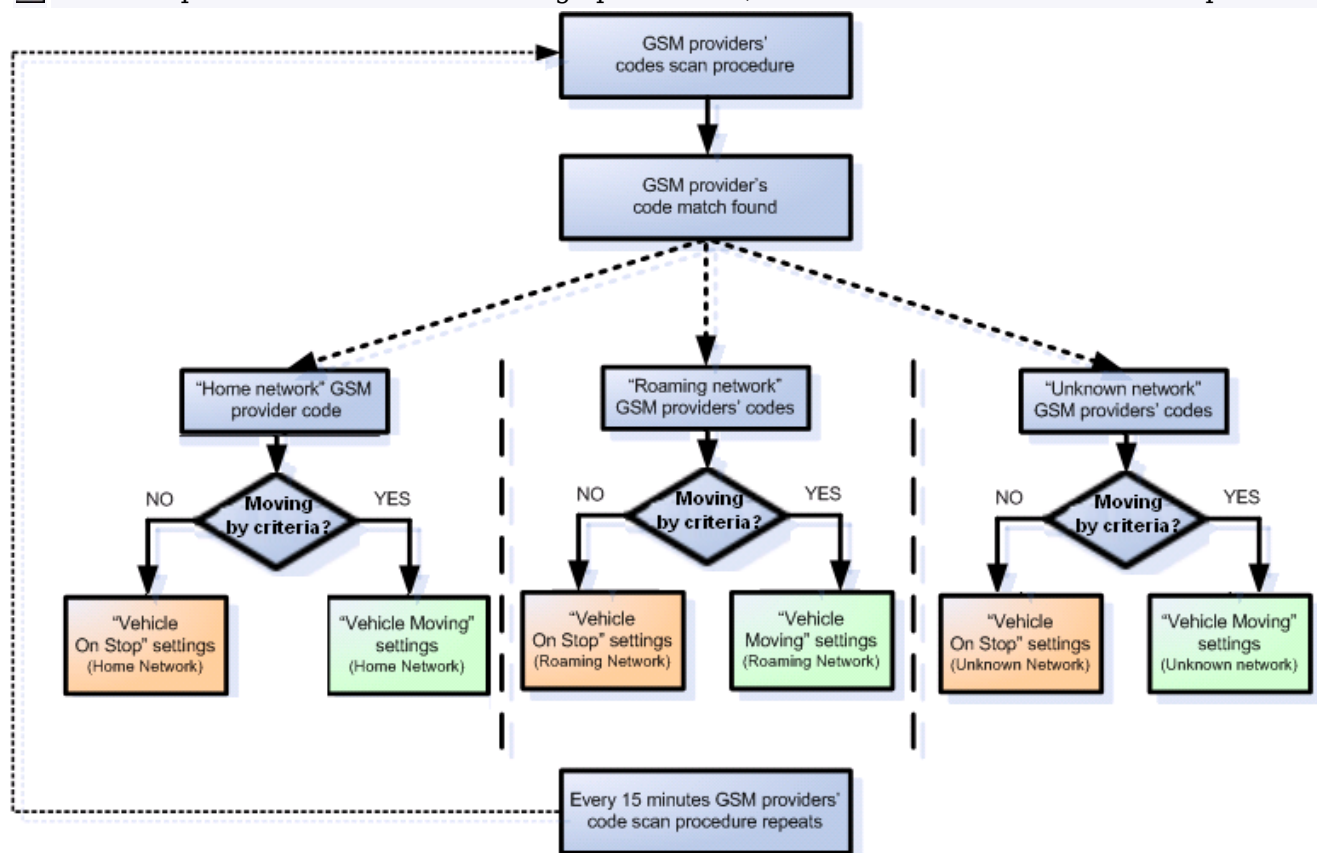 GSM providers'
codes scan procedure
GSM provider's
code match found
"Home network" GSM
provider code
"Roaming network"
GSM providers' codes
"Unknown network"
GSM providers' codes
NO
Moving
by criteria?
YES
NO
Moving
by criteria?
YES
NO
Moving
by criteria?
YES
"Vehicle
On Stop" settings
(Home Network)
"Vehicle Moving"
settings
(Home Network)
"Vehicle
On Stop" settings
(Roaming Network)
"Vehicle
Moving" settings
(Roaming Network)
"Vehicle
On Stop" settings
(Unknown Network)
"Vehicle Moving"
settings
(Unknown network)
Every 15 minutes GSM providers'
code scan procedure repeats